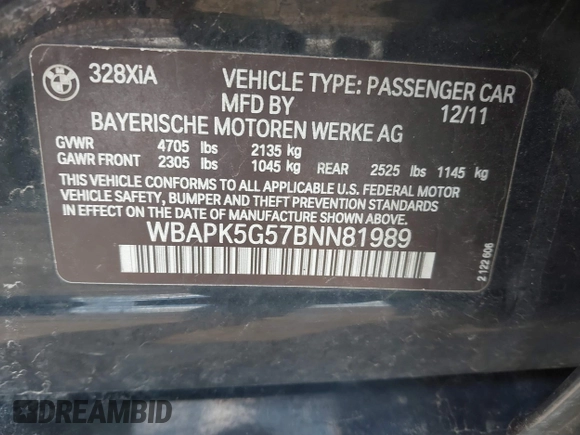 BMW
328XiA VEHICLE TYPE: PASSENGER CAR
MFD BY 12/11
BAYERISCHE MOTOREN WERKE AG
GVWR 4705 lbs 2135 kg
GAWR FRONT 2305 lbs 1045 kg REAR 2525 lbs 1145 kg
THIS VEHICLE CONFORMS TO ALL APPLICABLE U.S. FEDERAL MOTOR
VEHICLE SAFETY, BUMPER AND THEFT PREVENTION STANDARDS
IN EFFECT ON THE DATE OF MANUFACTURE SHOWN ABOVE.
WBAPK5G57BNN81989
2 122 606
DREAMBID